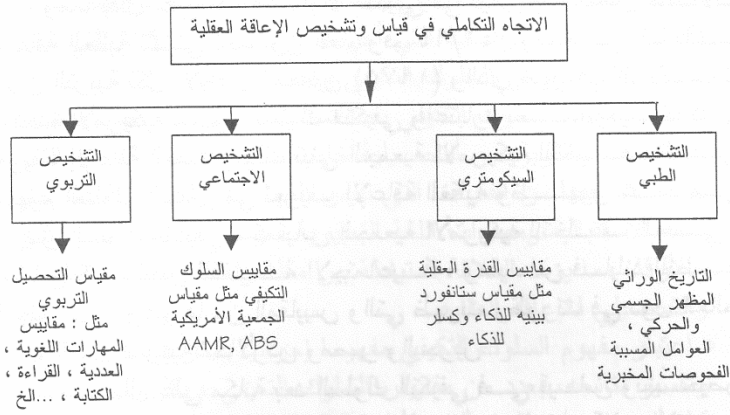 الاتجاه التكاملي في قياس وتشخيص الإعاقة العقلية
التشخيص
الطبي
التشخيص
السيكومتري
التشخيص
الاجتماعي
التشخيص
التربوي
التاريخ الوراثي
المظهر الجسمي
والحركي ،
العوامل المسببة
الفحوصات المخبرية
مقاييس القدرة العقلية
مثل مقياس ستانفورد
بينيه للذكاء وكسلر
للذكاء
مقاييس السلوك
التكيفي مثل مقياس
الجمعية الأمريكية
AAMR, ABS
مقياس التحصيل
التربوي
مثل : مقاييس
المهارات اللغوية ،
العددية ، القراءة ،
الكتابة ، ...الخ